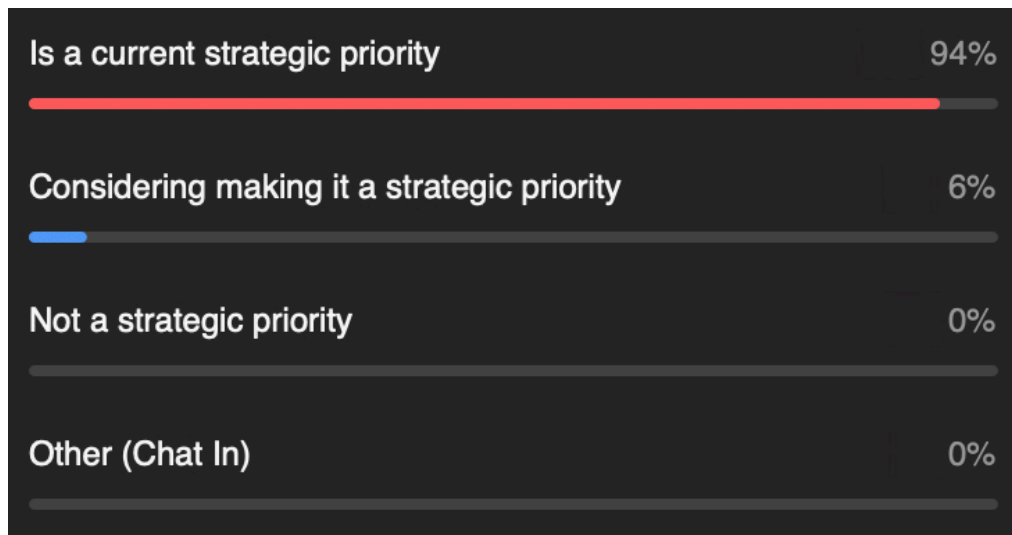 Is a current strategic priority 94%
Considering making it a strategic priority 6%
Not a strategic priority 0%
Other (Chat In) 0%